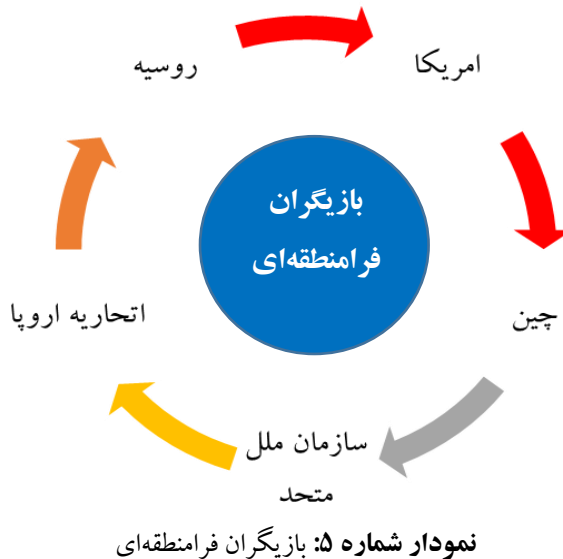 امریکا
روسیه
بازیگران
فرامنطقه‌ای
چین
اتحاریه اروپا
سازمان ملل
متحد
نمودار شماره ۵: بازیگران فرامنطقه‌ای